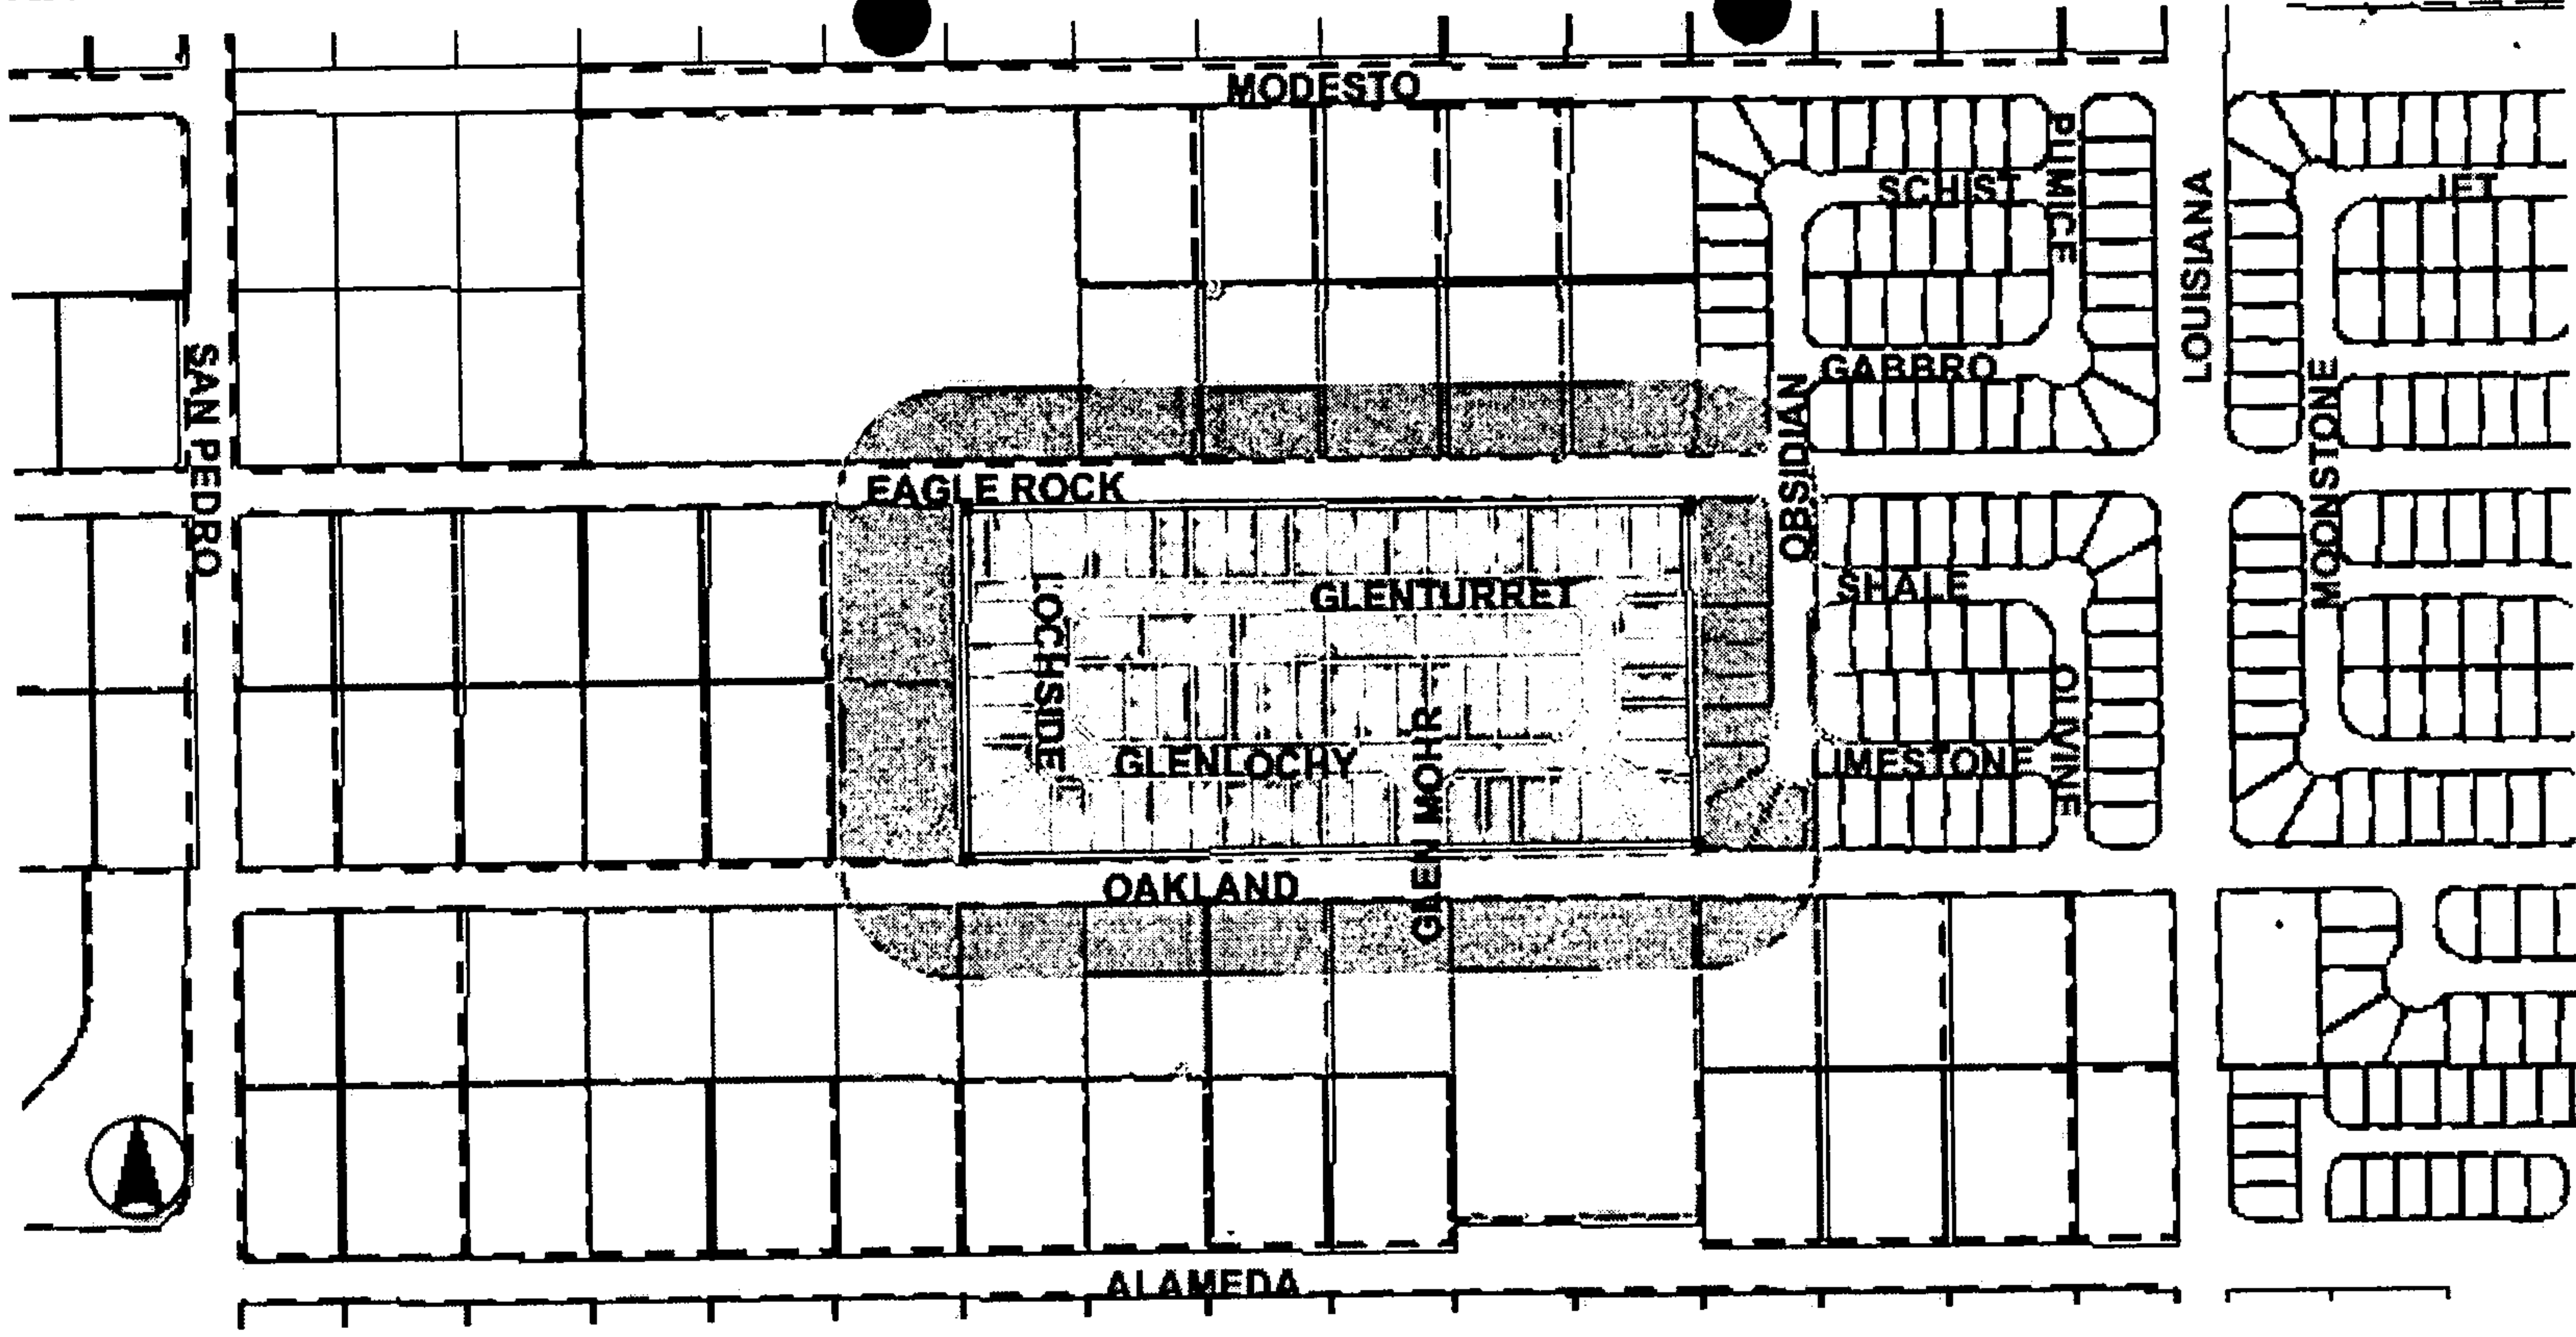 MODESTO
PUMICE
SCHIST
JET
LOUISIANA
SAN PEDRO
GABBRO
MOONSTONE
OBSIDIAN
EAGLE ROCK
LOCHSIDE
GLENTURRET
SHALE
OLIVINE
GLENLOCHY
GLEN MOHR
LIMESTONE
OAKLAND
ALAMEDA